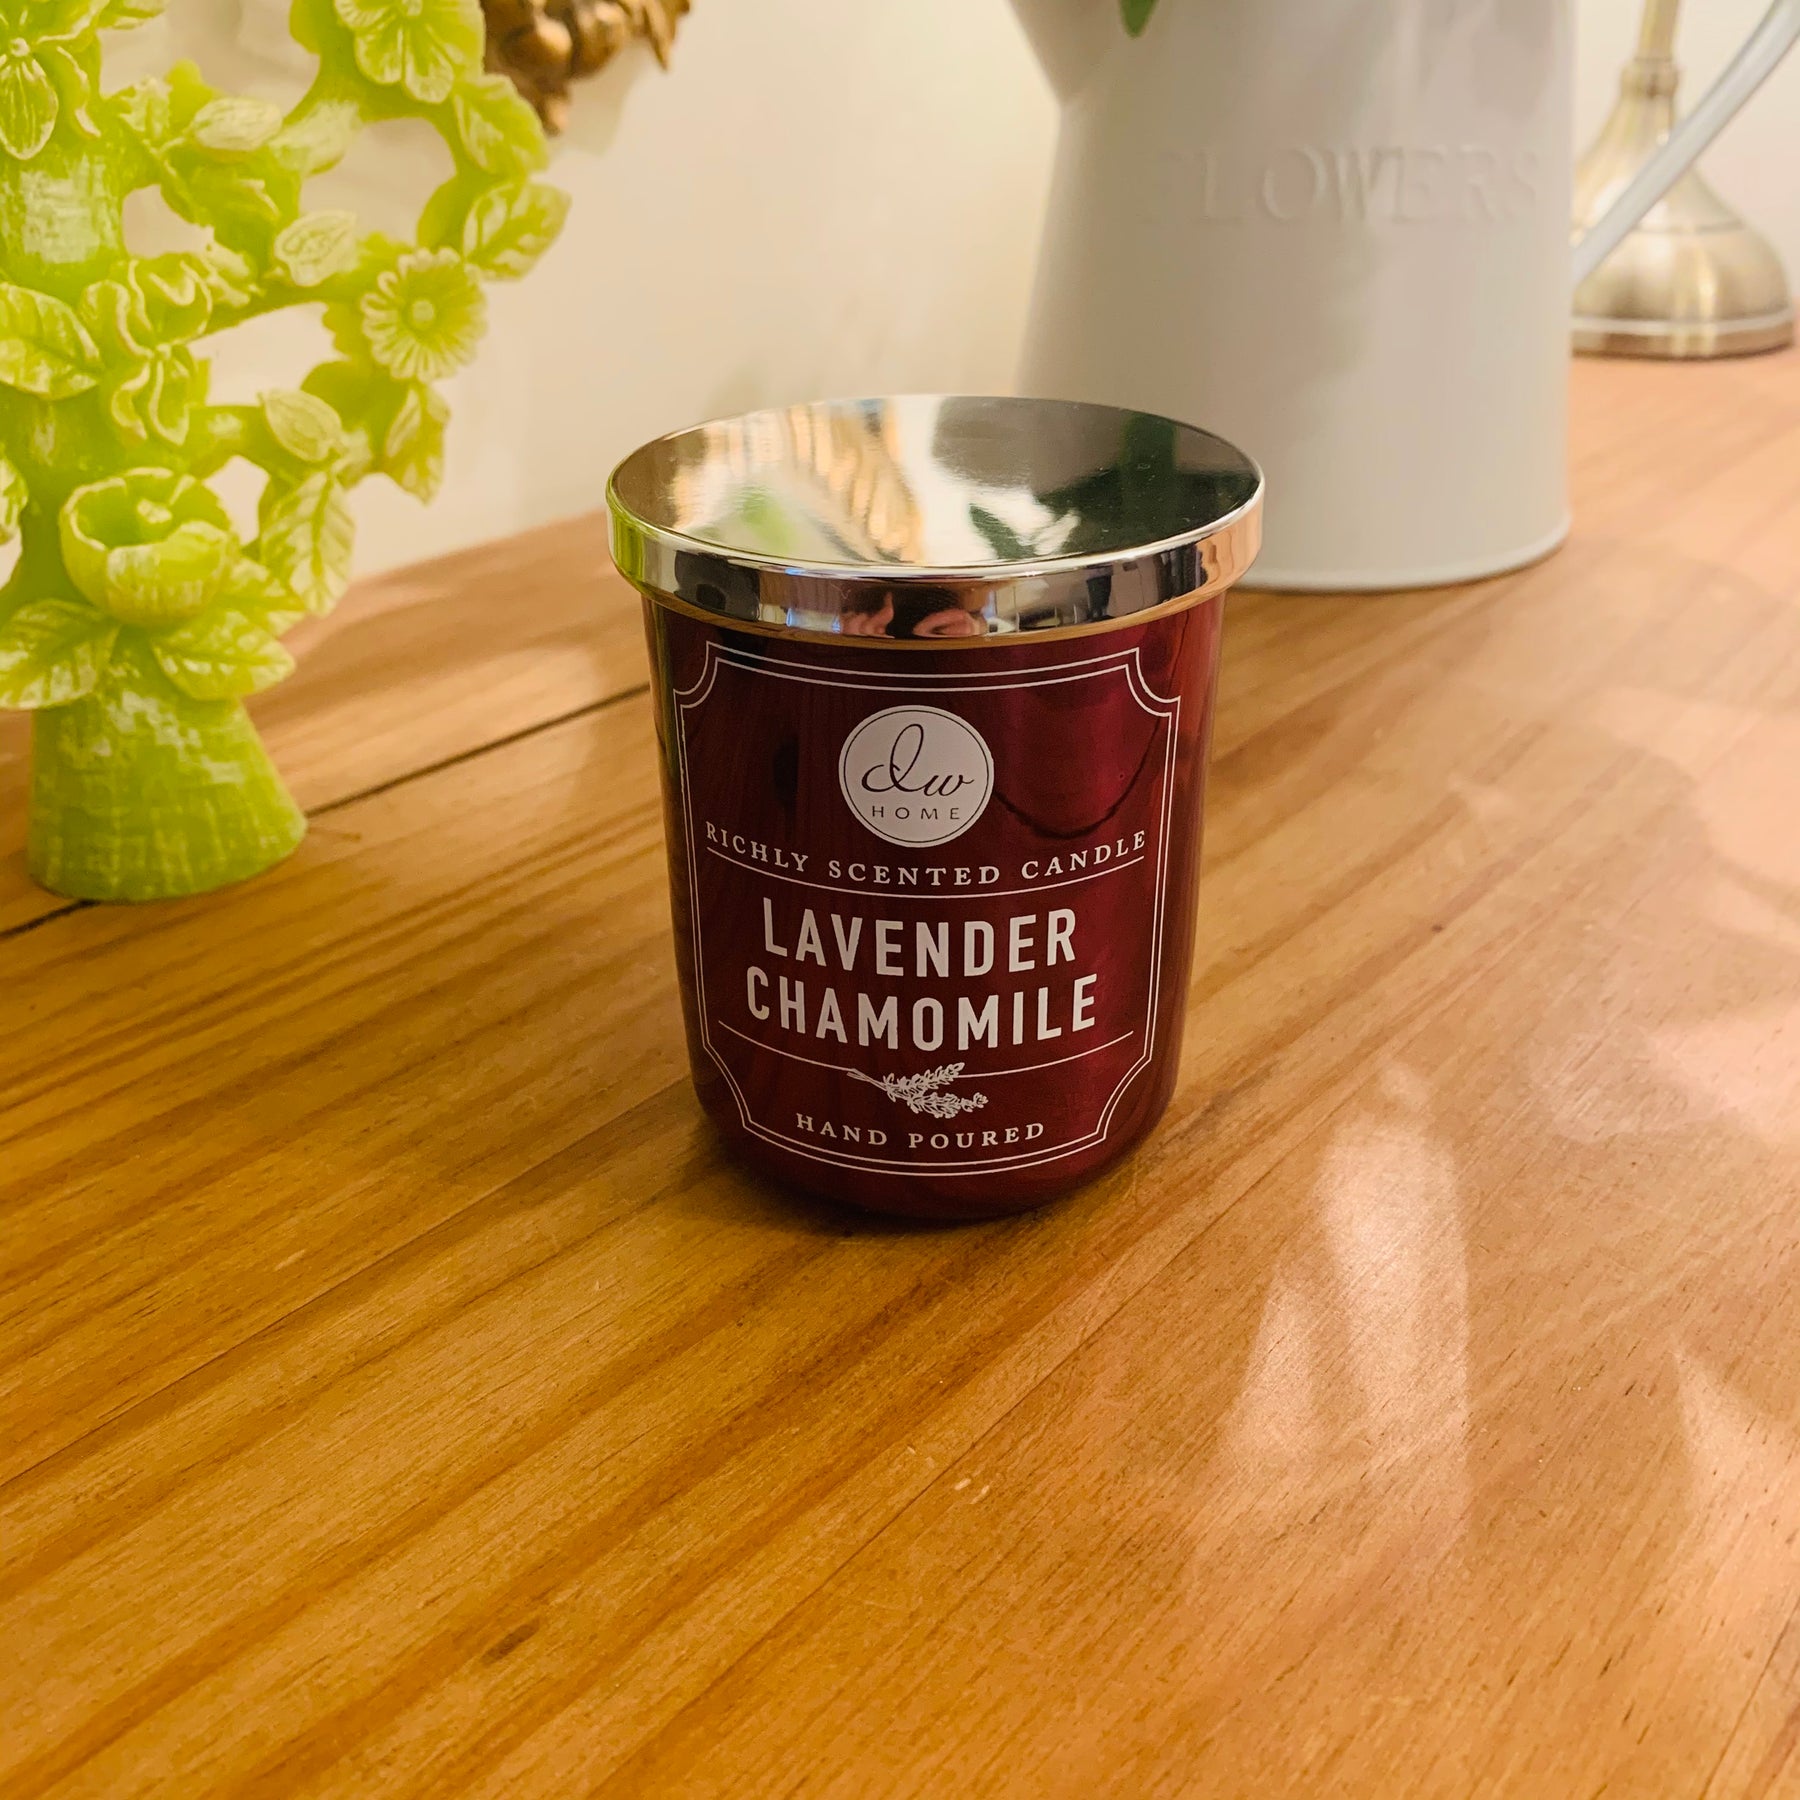 FLOWERS
dw
HOME
RICHLY SCENTED CANDLE
LAVENDER
CHAMOMILE
HAND POURED